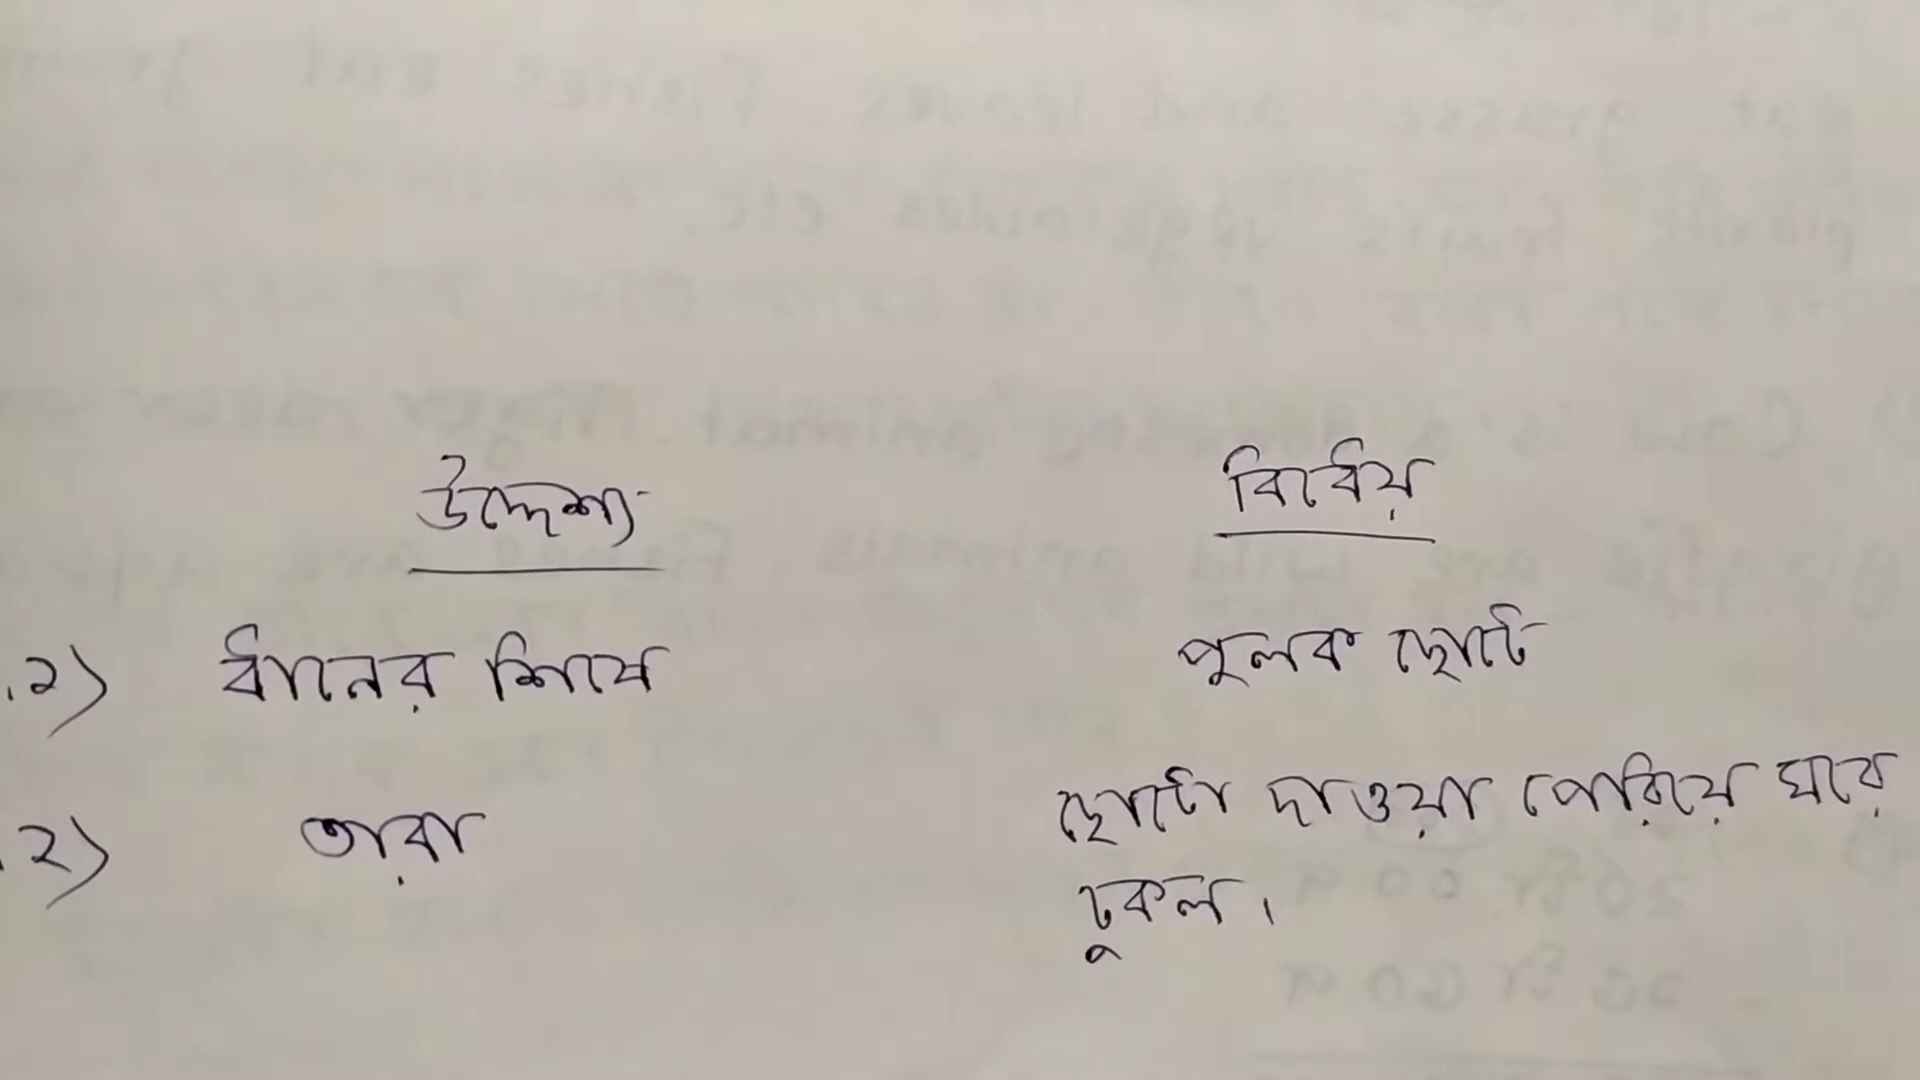 উদ্দেশ্য বিধেয়
.১) ধানের শিষে পুলক ছোটে
.২) তারা ছোটো দাওয়া পেরিয়ে ঘরে
ঢুকল।